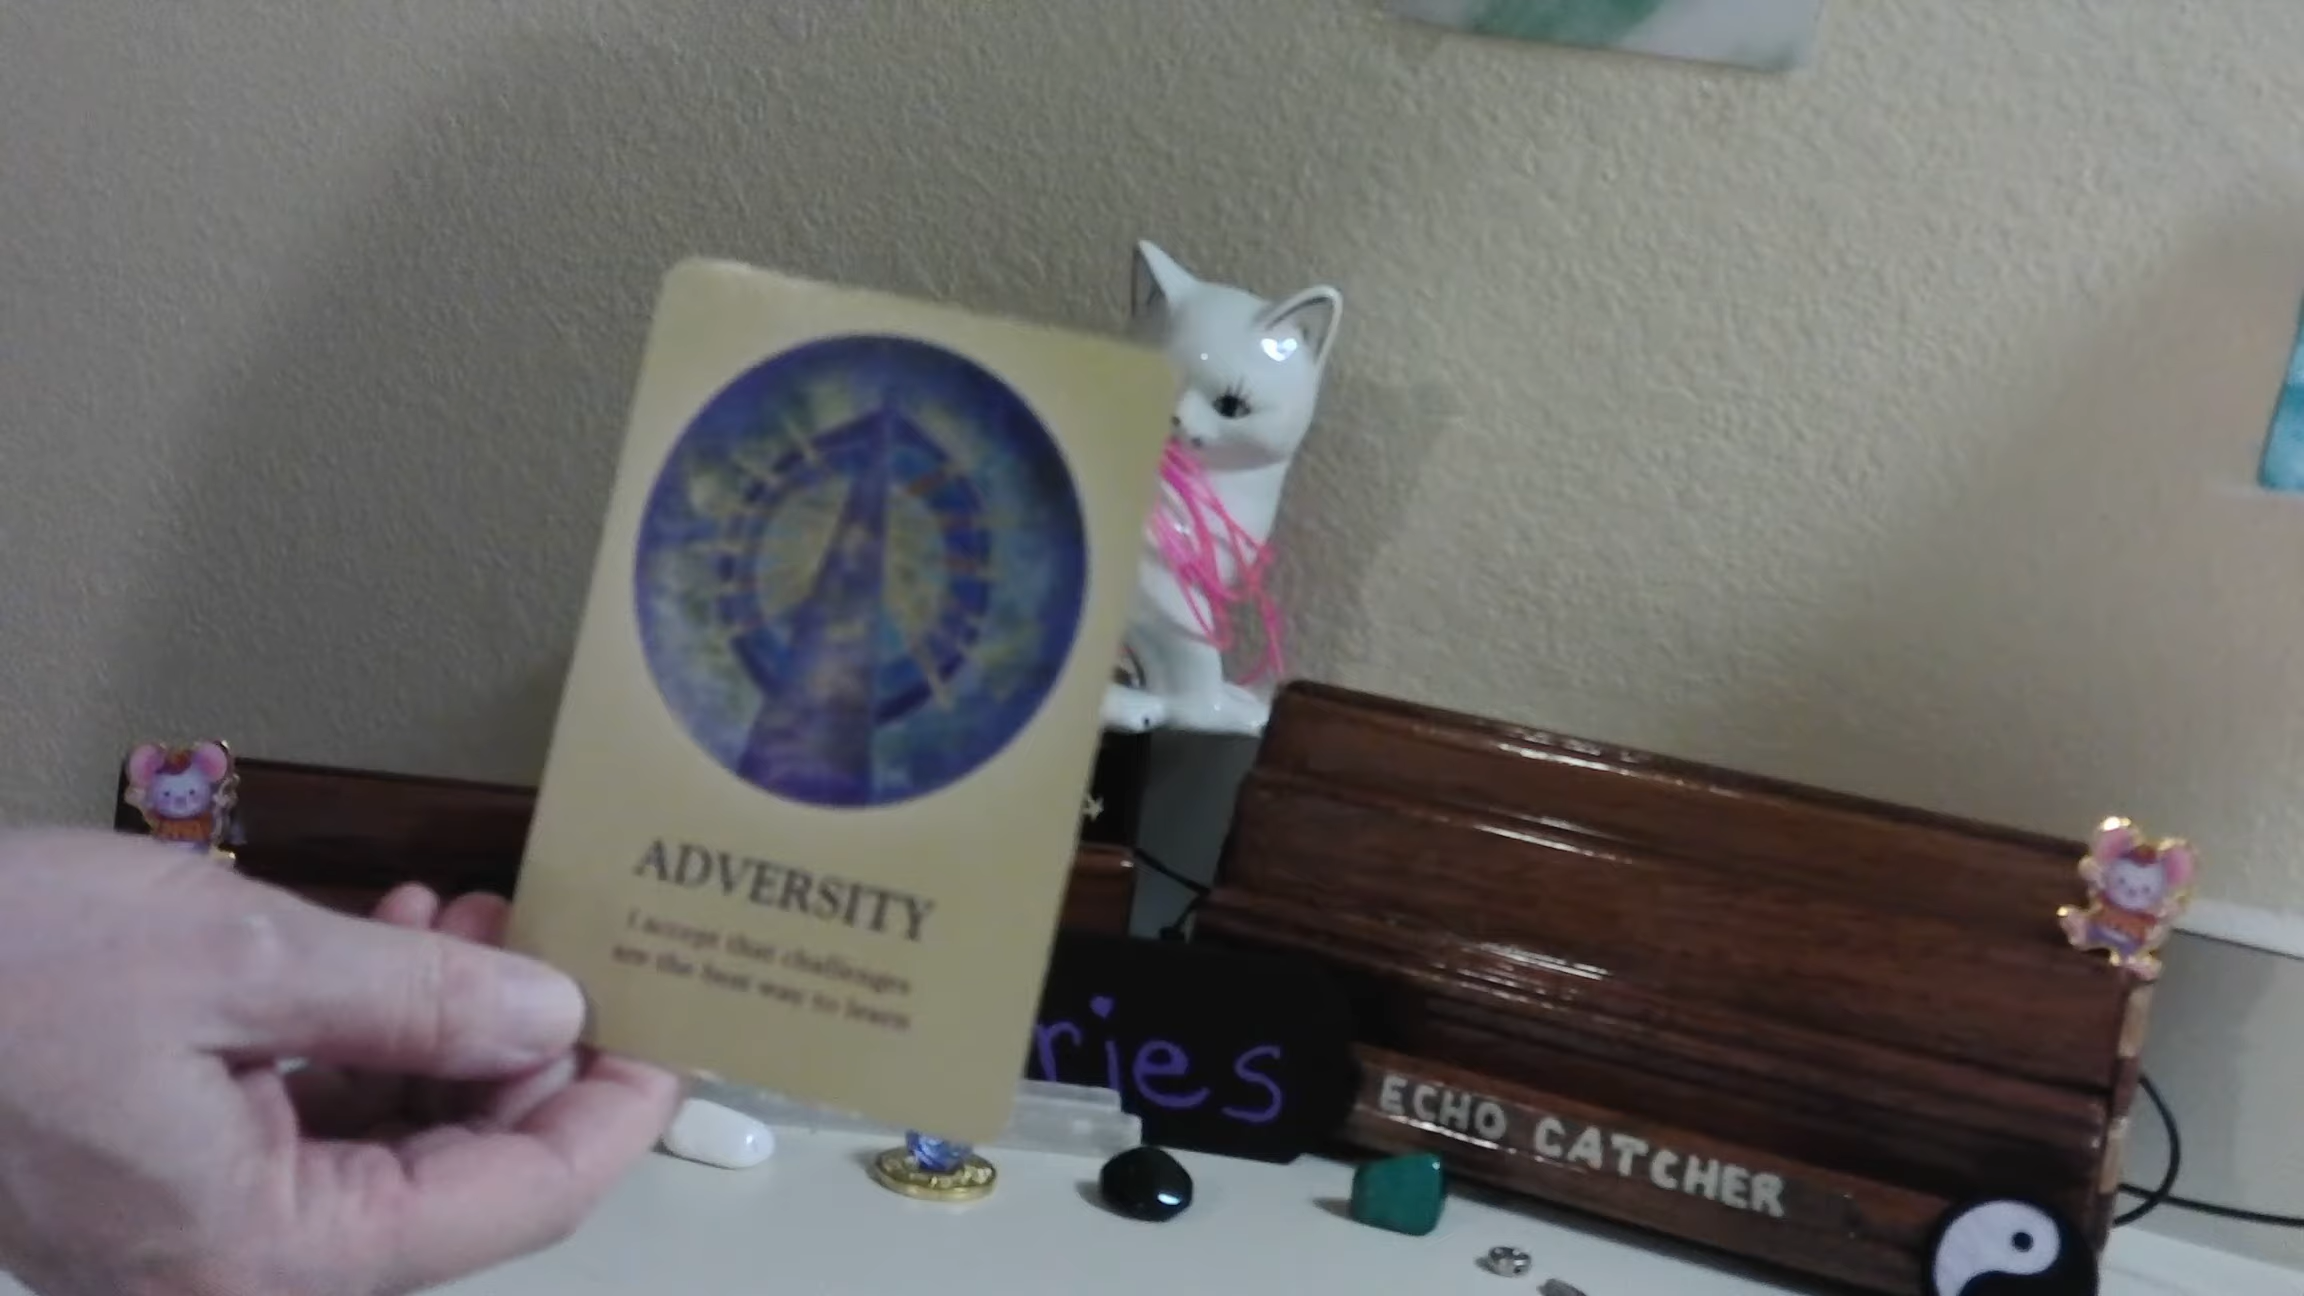 ADVERSITY
I accept that challenges
are the best way to learn
ries
ECHO CATCHER